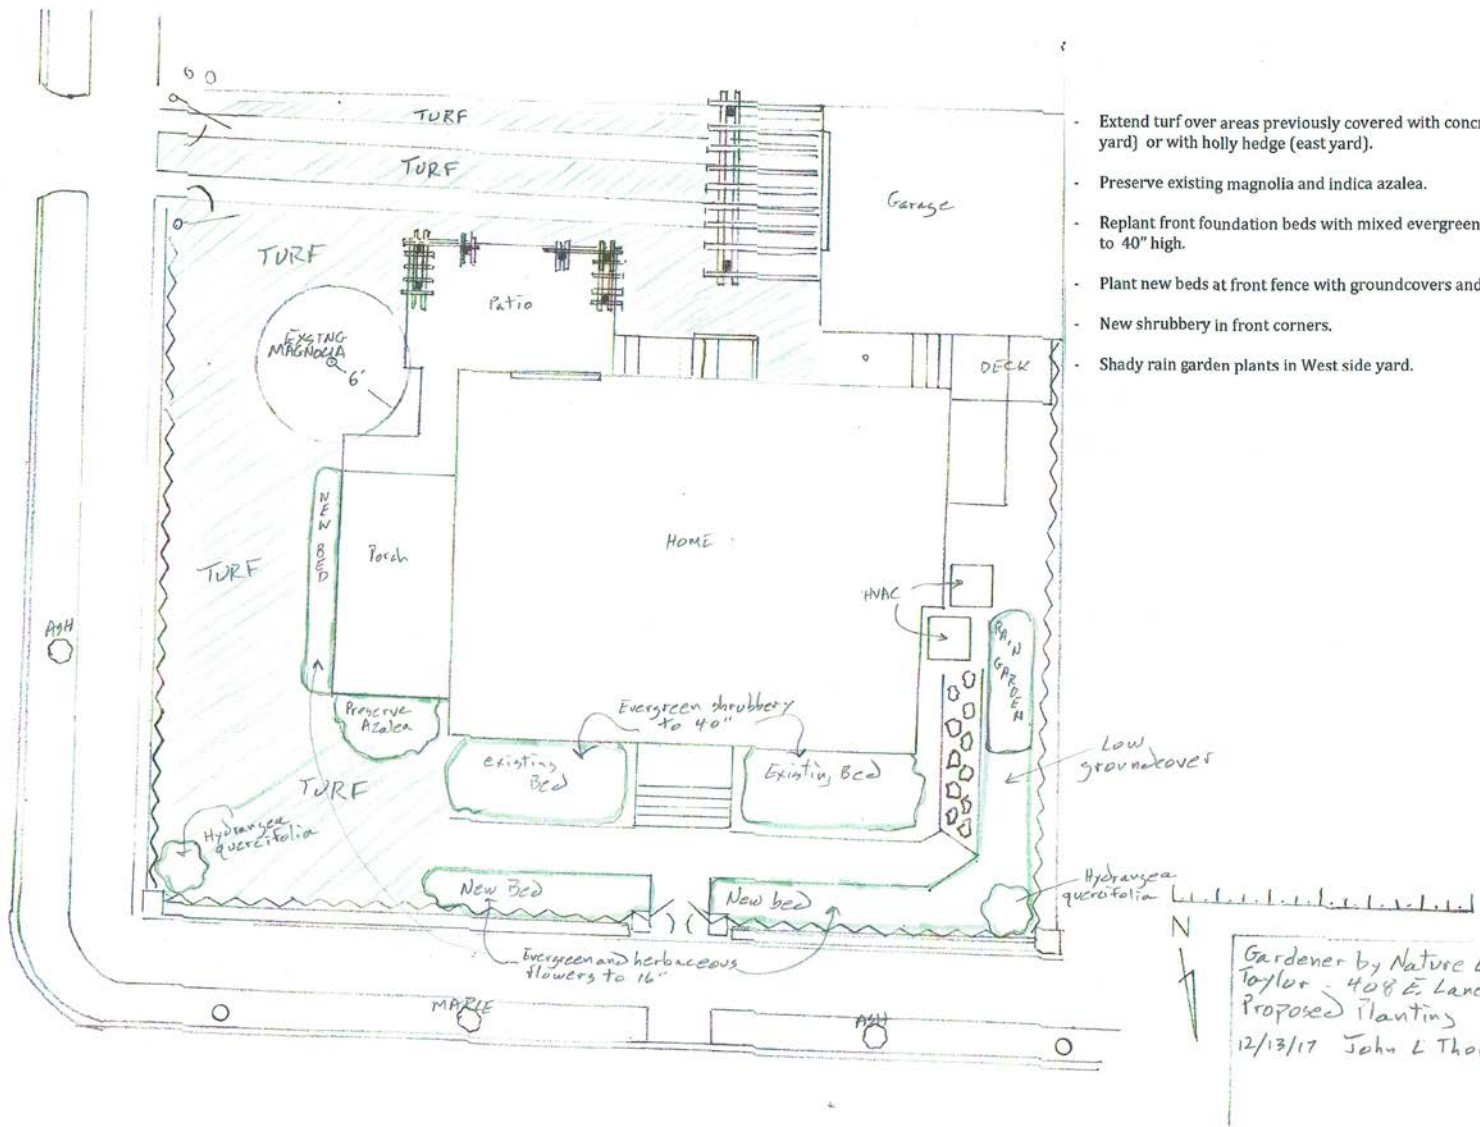 TURF
TURF
TURF
Garage
Patio
EXSTNG
MAGNOLIA
6'
DECK
NEW BED
Porch
HOME
TURF
HVAC
ASH
RAIN GARDEN
Preserve
Azalea
Evergreen shrubbery
to 40"
existing
Bed
Existing Bed
Low
groundcover
TURF
Hydrangea
quercifolia
New Bed
New bed
Hydrangea
quercifolia
Evergreen and herbaceous
flowers to 16"
MAPLE
ASH
- Extend turf over areas previously covered with concr
yard) or with holly hedge (east yard).
- Preserve existing magnolia and indica azalea.
- Replant front foundation beds with mixed evergreen
to 40" high.
- Plant new beds at front fence with groundcovers and
- New shrubbery in front corners.
- Shady rain garden plants in West side yard.
N
Gardener by Nature
Taylor - 408 E. Lane
Proposed Planting
12/13/17 John L Tho